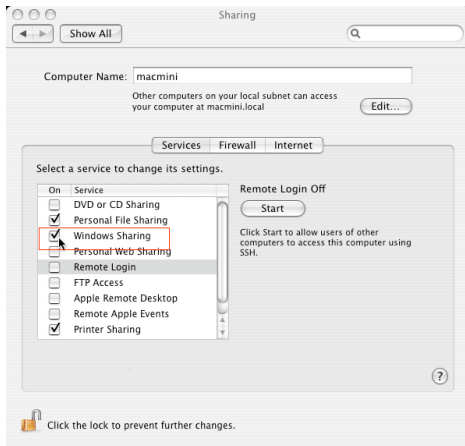 Sharing
Show All
Computer Name: macmini
Other computers on your local subnet can access
your computer at macmini.local
Edit...
Services Firewall Internet
Select a service to change its settings.
On Service
DVD or CD Sharing
Personal File Sharing
Windows Sharing
Personal Web Sharing
Remote Login
FTP Access
Apple Remote Desktop
Remote Apple Events
Printer Sharing
Remote Login Off
Start
Click Start to allow users of other
computers to access this computer using
SSH.
?
Click the lock to prevent further changes.